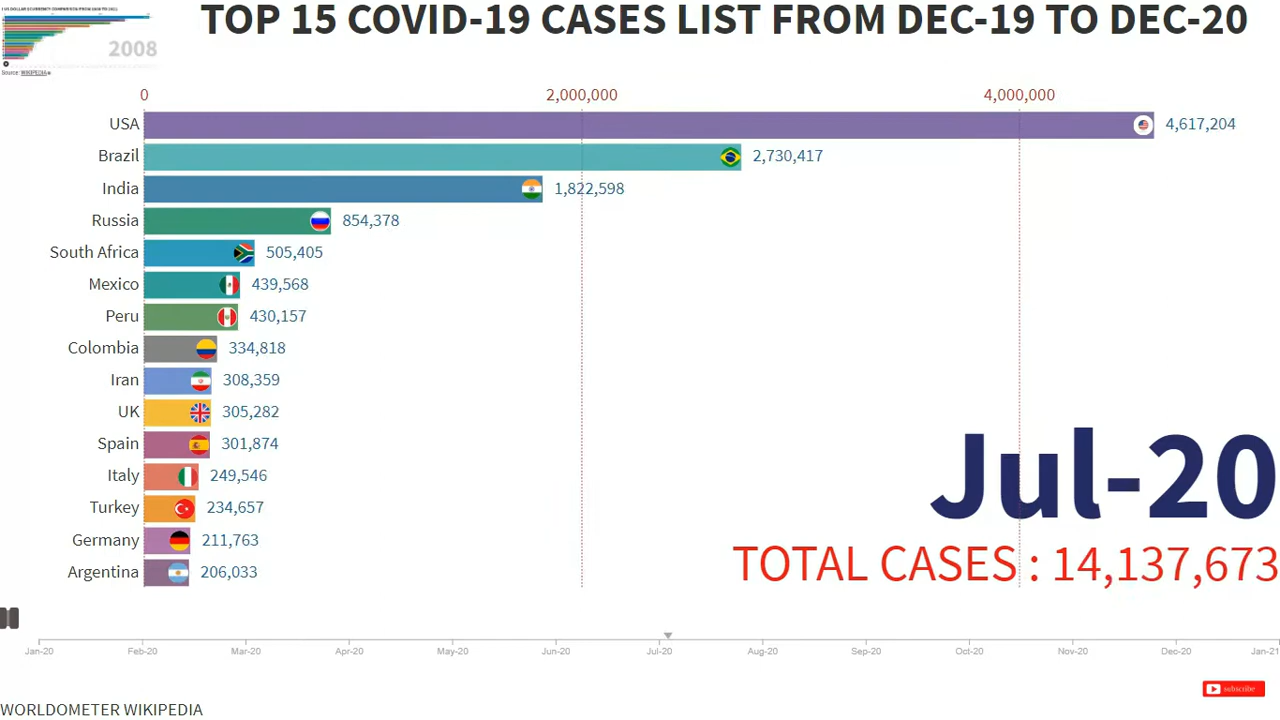 TOP 15 COVID-19 CASES LIST FROM DEC-19 TO DEC-20
2008
Source: WIKIPEDIA
0 2,000,000 4,000,000
USA 4,617,204
Brazil 2,730,417
India 1,822,598
Russia 854,378
South Africa 505,405
Mexico 439,568
Peru 430,157
Colombia 334,818
Iran 308,359
UK 305,282
Spain 301,874
Italy 249,546
Turkey 234,657
Germany 211,763
Argentina 206,033
Jul-20
TOTAL CASES : 14,137,673
Jan-20 Feb-20 Mar-20 Apr-20 May-20 Jun-20 Jul-20 Aug-20 Sep-20 Oct-20 Nov-20 Dec-20 Jan-21
subscribe
WORLDOMETER WIKIPEDIA